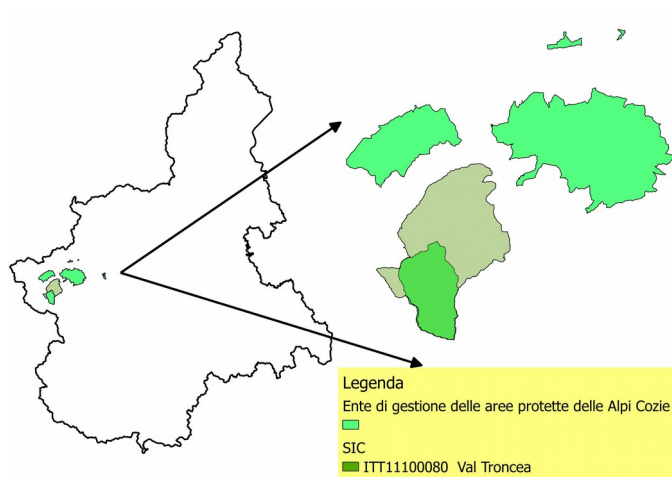 Legenda
Ente di gestione delle aree protette delle Alpi Cozie
SIC
ITT11100080 Val Troncea